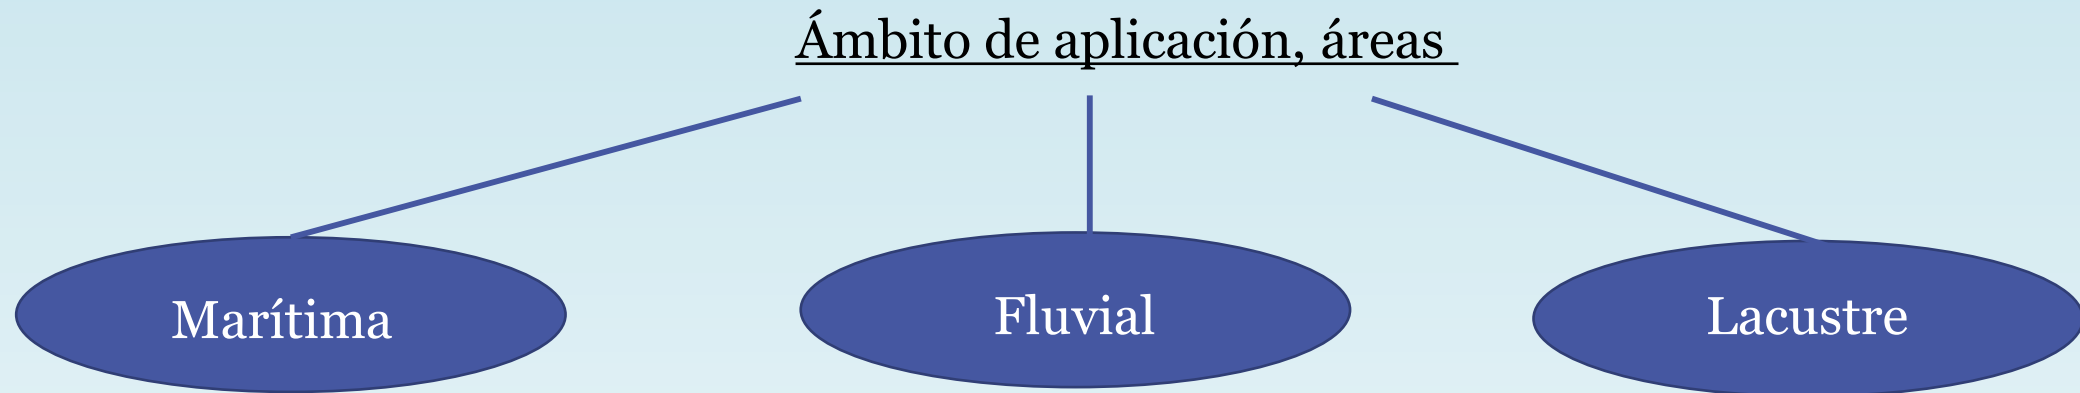 Ámbito de aplicación, áreas
Marítima
Fluvial
Lacustre